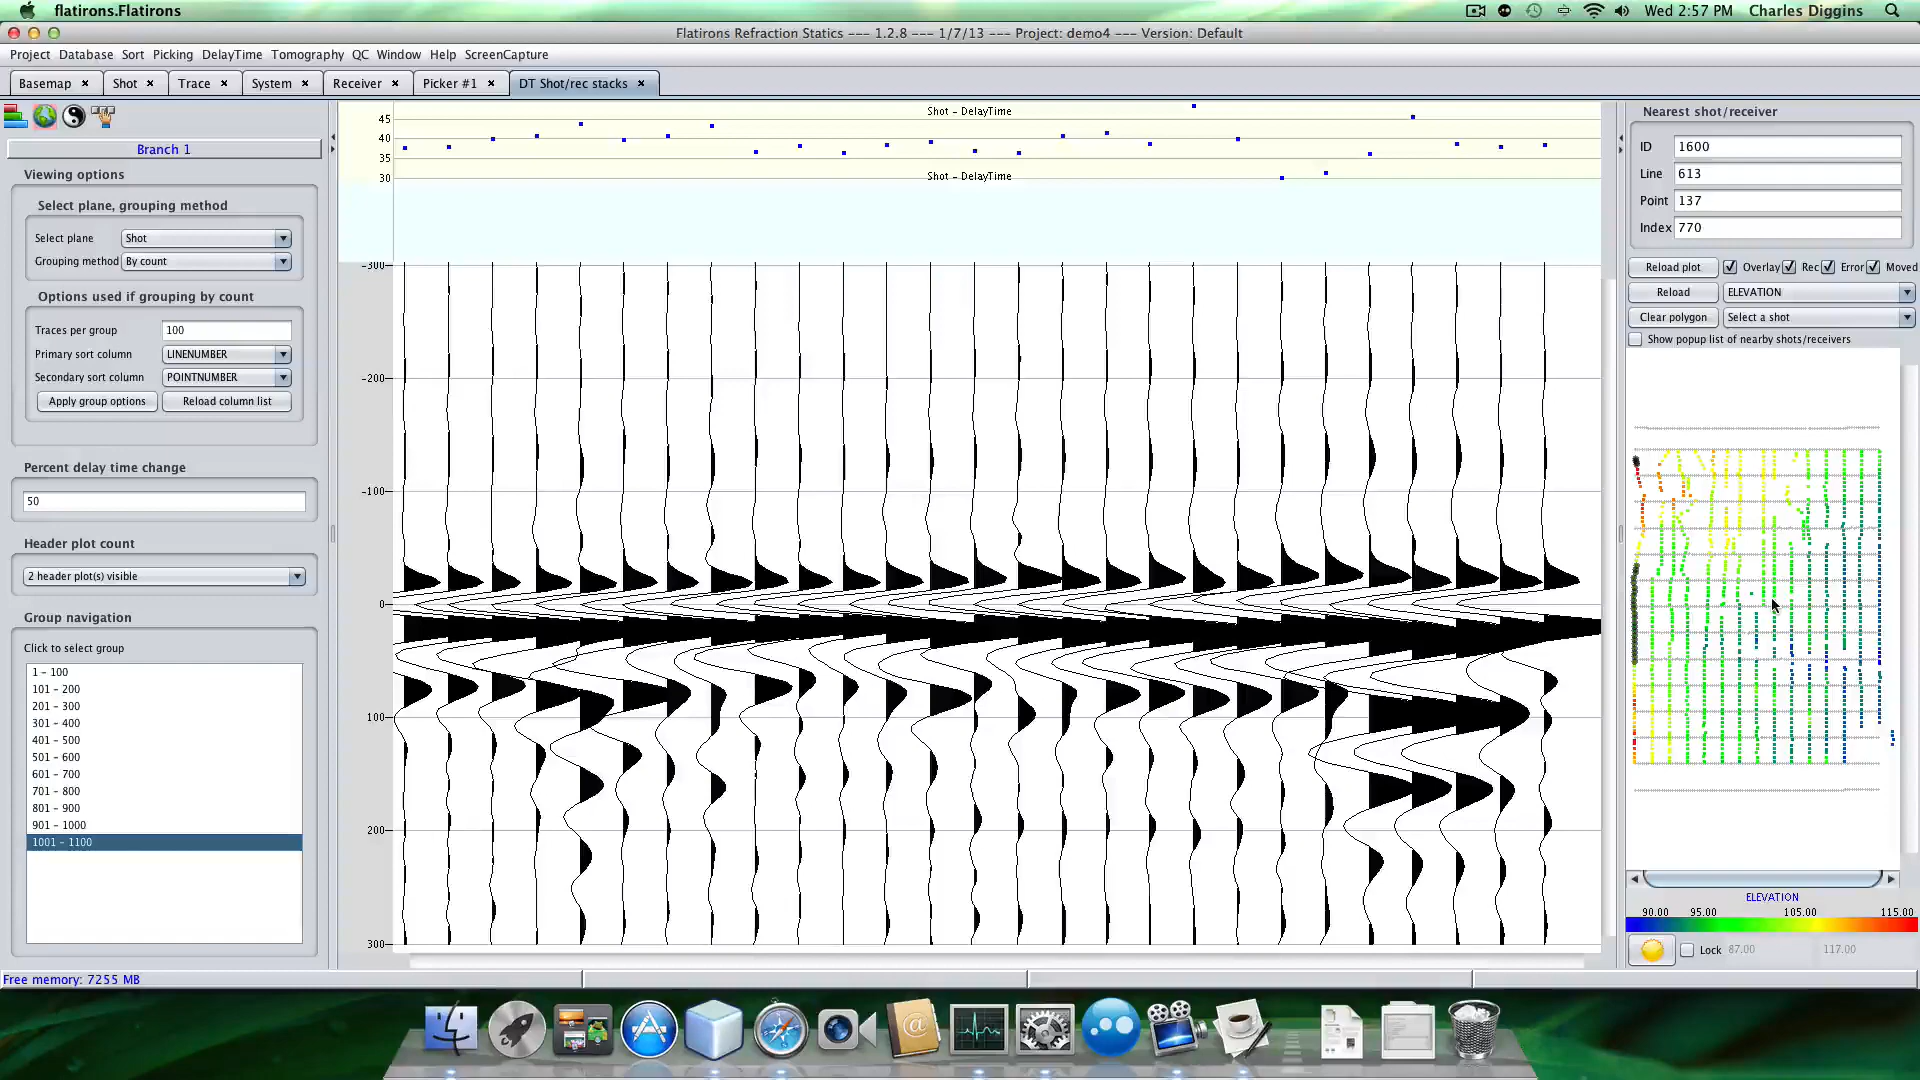 flatirons.Flatirons
Wed 2:57 PM Charles Diggins
Flatirons Refraction Statics --- 1.2.8 --- 1/7/13 --- Project: demo4 --- Version: Default
Project Database Sort Picking DelayTime Tomography QC Window Help ScreenCapture
Basemap Shot Trace System Receiver Picker #1 DT Shot/rec stacks
Branch 1
Viewing options
Select plane, grouping method
Select plane Shot
Grouping method By count
Options used if grouping by count
Traces per group 100
Primary sort column LINENUMBER
Secondary sort column POINTNUMBER
Apply group options Reload column list
Percent delay time change
50
Header plot count
2 header plot(s) visible
Group navigation
Click to select group
1 - 100
101 - 200
201 - 300
301 - 400
401 - 500
501 - 600
601 - 700
701 - 800
801 - 900
901 - 1000
1001 - 1100
Free memory: 7255 MB
Shot - DelayTime
45
40
35
30
Shot - DelayTime
-300
-200
-100
0
100
200
300
Nearest shot/receiver
ID 1600
Line 613
Point 137
Index 770
Reload plot Overlay Rec Error Moved
Reload ELEVATION
Clear polygon Select a shot
Show popup list of nearby shots/receivers
ELEVATION
90.00 95.00 105.00 115.00
Lock 87.00 117.00